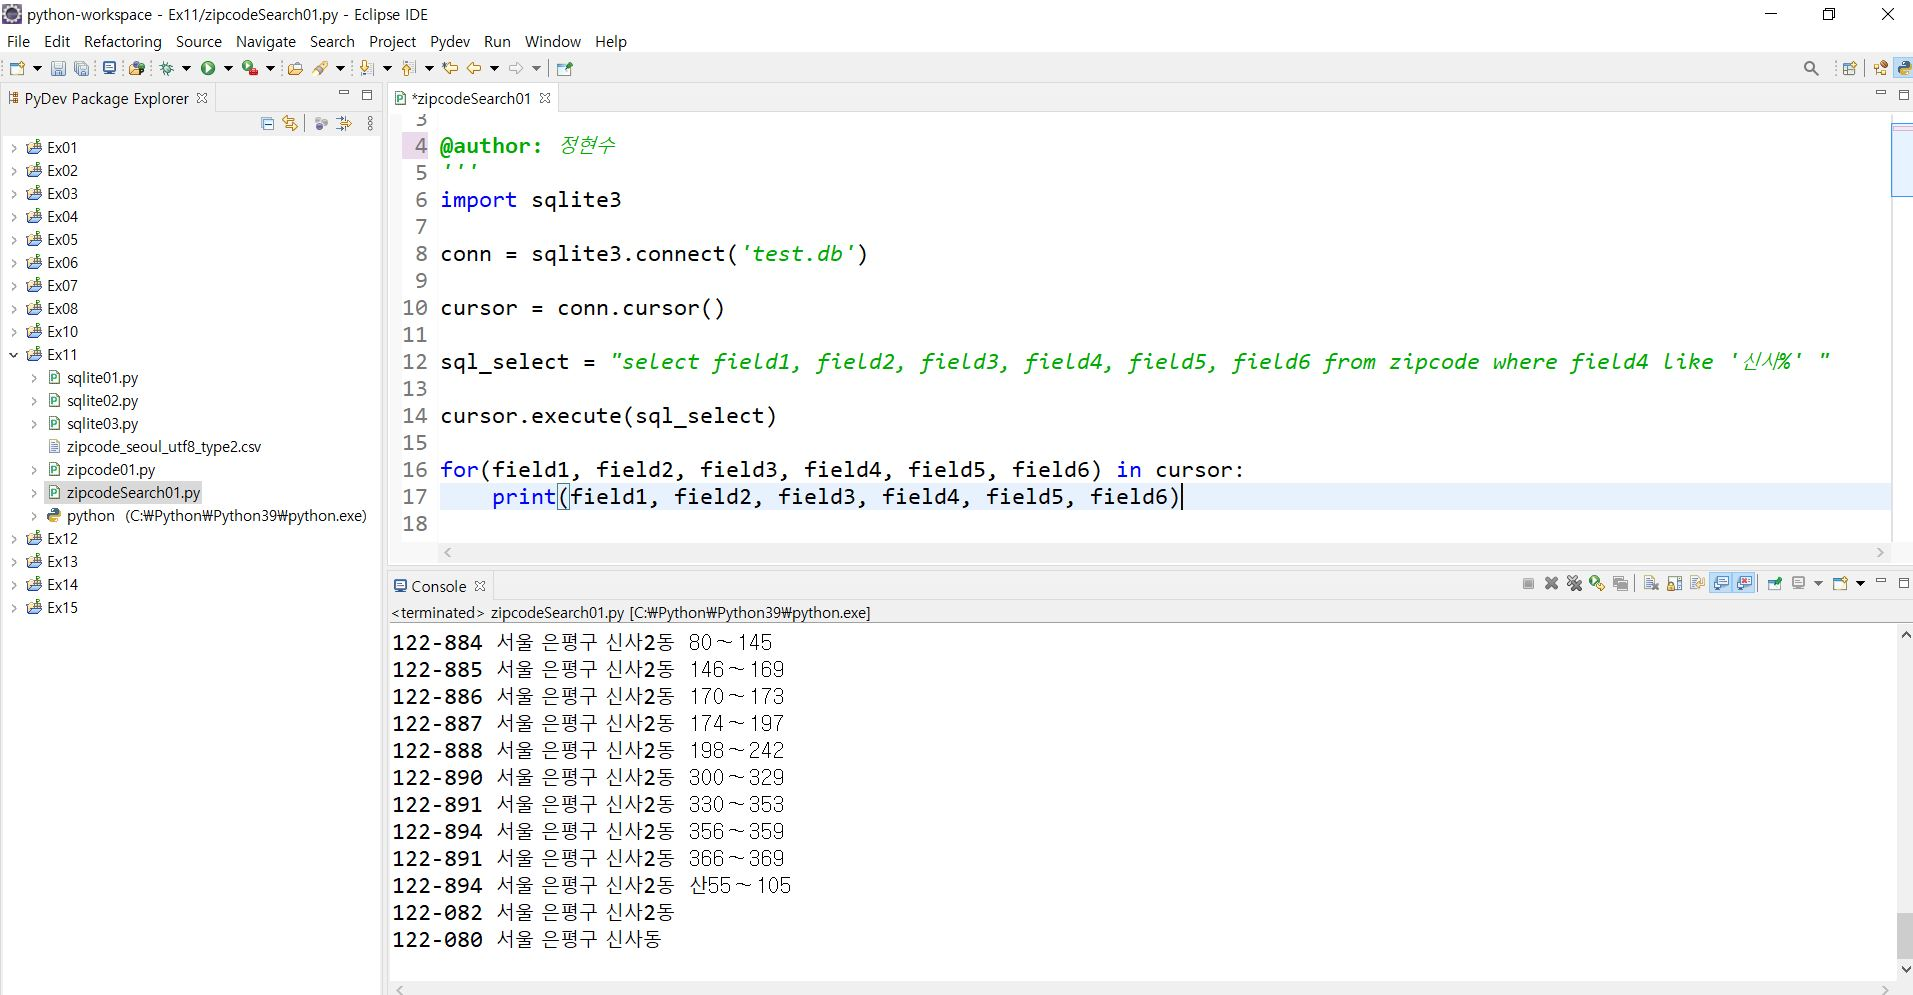 python-workspace - Ex11/zipcodeSearch01.py - Eclipse IDE
File Edit Refactoring Source Navigate Search Project Pydev Run Window Help
PyDev Package Explorer
Ex01
Ex02
Ex03
Ex04
Ex05
Ex06
Ex07
Ex08
Ex10
Ex11
sqlite01.py
sqlite02.py
sqlite03.py
zipcode_seoul_utf8_type2.csv
zipcode01.py
zipcodeSearch01.py
python (C:₩Python₩Python39₩python.exe)
Ex12
Ex13
Ex14
Ex15
*zipcodeSearch01
3
4 @author: 정현수
5 '''
6 import sqlite3
7
8 conn = sqlite3.connect('test.db')
9
10 cursor = conn.cursor()
11
12 sql_select = "select field1, field2, field3, field4, field5, field6 from zipcode where field4 like '신사%' "
13
14 cursor.execute(sql_select)
15
16 for(field1, field2, field3, field4, field5, field6) in cursor:
17 print(field1, field2, field3, field4, field5, field6)
18
Console
<terminated> zipcodeSearch01.py [C:₩Python₩Python39₩python.exe]
122-884 서울 은평구 신사2동 80～145
122-885 서울 은평구 신사2동 146～169
122-886 서울 은평구 신사2동 170～173
122-887 서울 은평구 신사2동 174～197
122-888 서울 은평구 신사2동 198～242
122-890 서울 은평구 신사2동 300～329
122-891 서울 은평구 신사2동 330～353
122-894 서울 은평구 신사2동 356～359
122-891 서울 은평구 신사2동 366～369
122-894 서울 은평구 신사2동 산55～105
122-082 서울 은평구 신사2동
122-080 서울 은평구 신사동